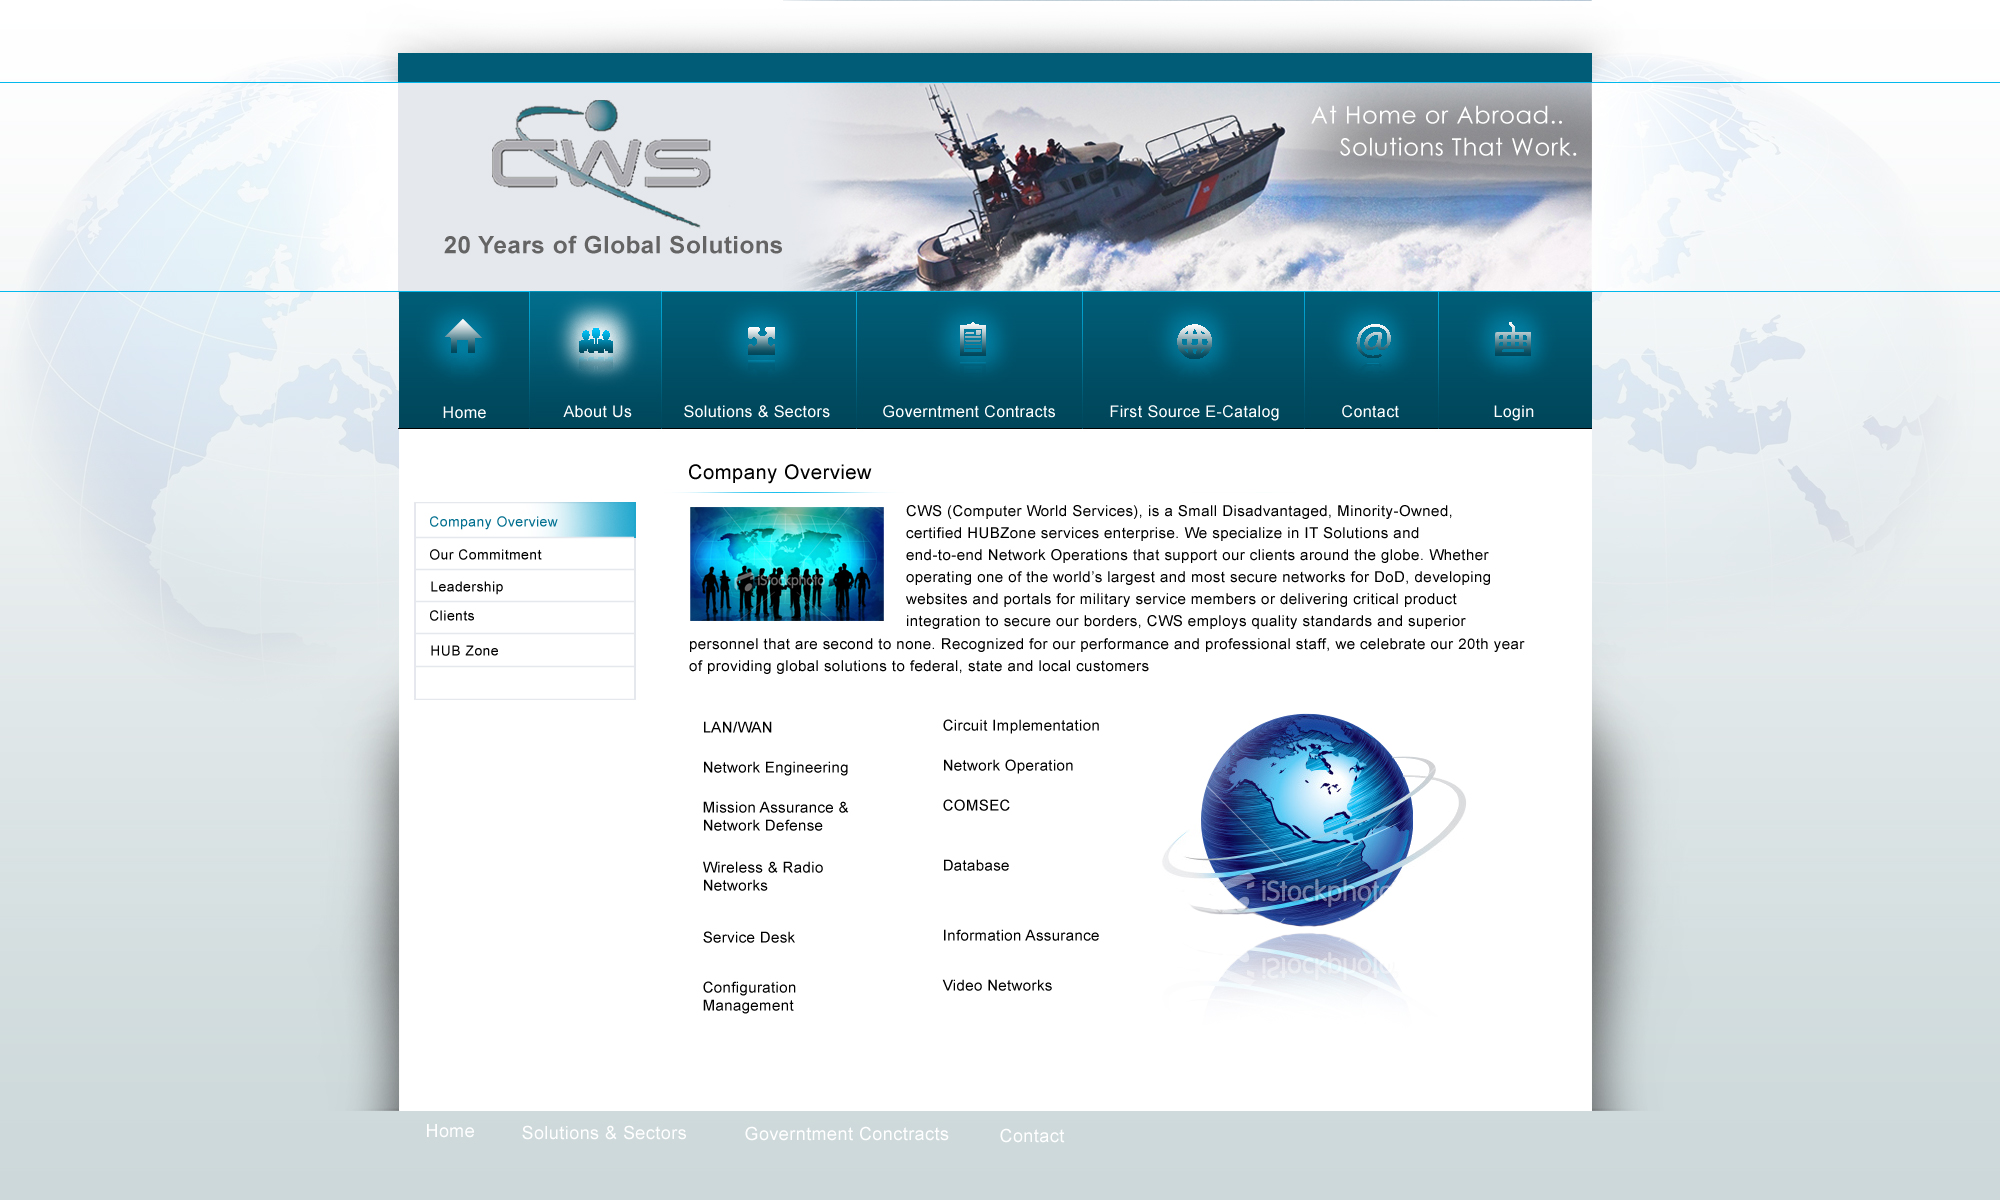 CWS
20 Years of Global Solutions
At Home or Abroad..
Solutions That Work.
Home
About Us
Solutions & Sectors
Governtment Contracts
First Source E-Catalog
Contact
Login
Company Overview
Our Commitment
Leadership
Clients
HUB Zone
Company Overview
iStockphoto
CWS (Computer World Services), is a Small Disadvantaged, Minority-Owned,
certified HUBZone services enterprise. We specialize in IT Solutions and
end-to-end Network Operations that support our clients around the globe. Whether
operating one of the world's largest and most secure networks for DoD, developing
websites and portals for military service members or delivering critical product
integration to secure our borders, CWS employs quality standards and superior
personnel that are second to none. Recognized for our performance and professional staff, we celebrate our 20th year
of providing global solutions to federal, state and local customers
LAN/WAN
Network Engineering
Mission Assurance &
Network Defense
Wireless & Radio
Networks
Service Desk
Configuration
Management
Circuit Implementation
Network Operation
COMSEC
Database
Information Assurance
Video Networks
iStockphoto
Home
Solutions & Sectors
Governtment Conctracts
Contact